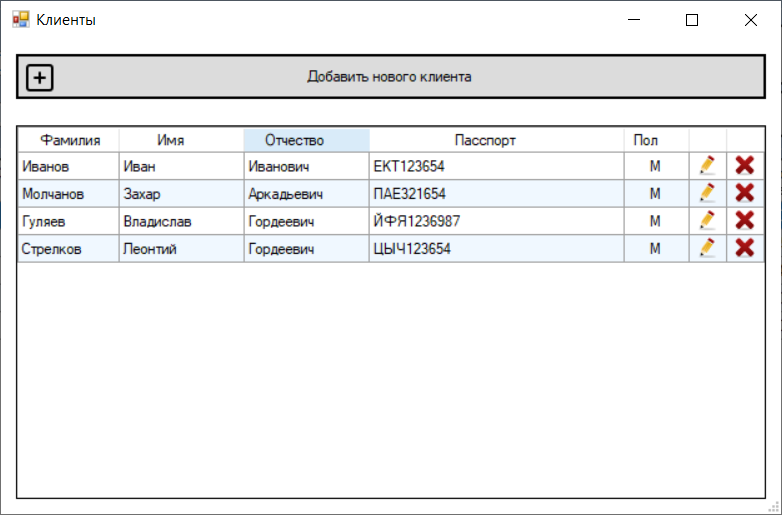 Клиенты
Добавить нового клиента
Фамилия Имя Отчество Пасспорт Пол
Иванов Иван Иванович ЕКТ123654 М
Молчанов Захар Аркадьевич ПАЕ321654 М
Гуляев Владислав Гордеевич ЙФЯ1236987 М
Стрелков Леонтий Гордеевич ЦЫЧ123654 М